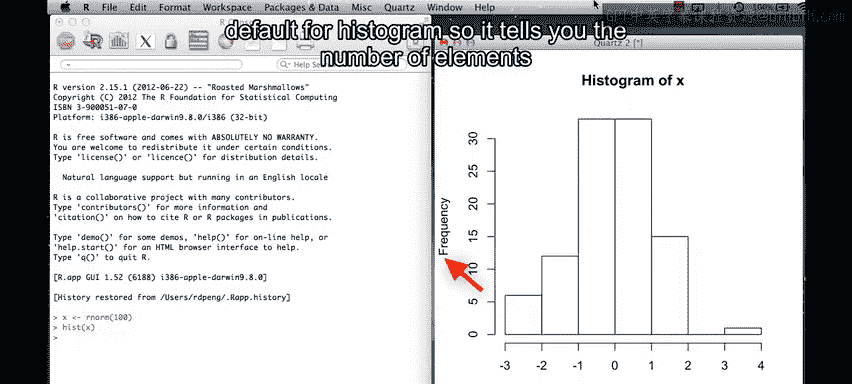 File Edit Format Workspace Packages & Data Misc Quartz Window Help
100%
default for histogram so it tells you the
number of elements
R Console
Quartz 2 [*]
R version 2.15.1 (2012-06-22) -- "Roasted Marshmallows"
Copyright (C) 2012 The R Foundation for Statistical Computing
ISBN 3-900051-07-0
Platform: i386-apple-darwin9.8.0/i386 (32-bit)
R is free software and comes with ABSOLUTELY NO WARRANTY.
You are welcome to redistribute it under certain conditions.
Type 'license()' or 'licence()' for distribution details.
Natural language support but running in an English locale
R is a collaborative project with many contributors.
Type 'contributors()' for more information and
'citation()' on how to cite R or R packages in publications.
Type 'demo()' for some demos, 'help()' for on-line help, or
'help.start()' for an HTML browser interface to help.
Type 'q()' to quit R.
[R.app GUI 1.52 (6188) i386-apple-darwin9.8.0]
[History restored from /Users/rdpeng/.Rapp.history]
> x <- rnorm(100)
> hist(x)
>
Histogram of x
Frequency
30
25
20
15
10
5
0
-3 -2 -1 0 1 2 3 4